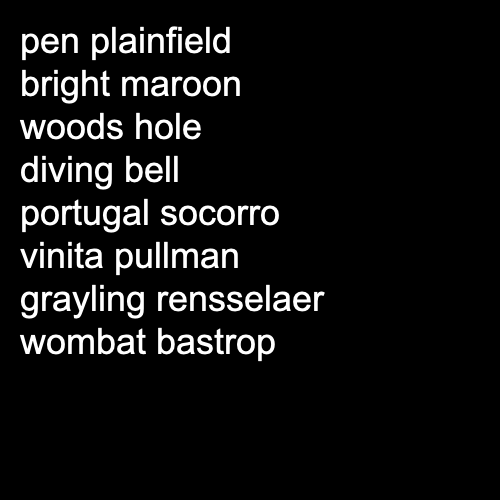 pen plainfield
bright maroon
woods hole
diving bell
portugal socorro
vinita pullman
grayling rensselaer
wombat bastrop